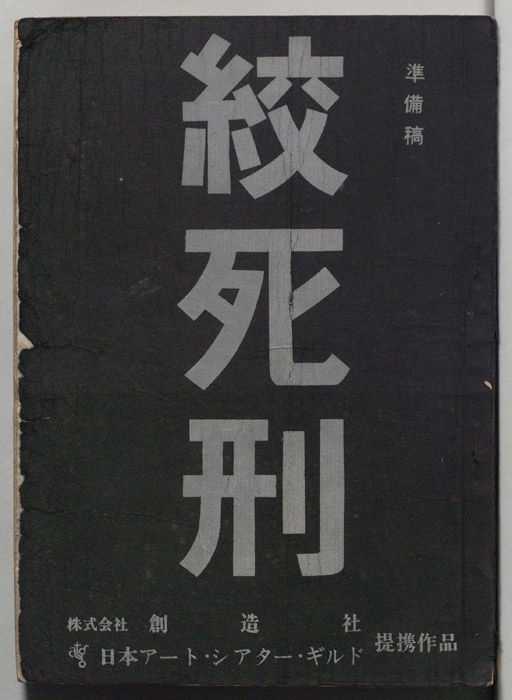 準備稿
絞死刑
株式会社 創造社
atg 日本アート・シアター・ギルド
提携作品